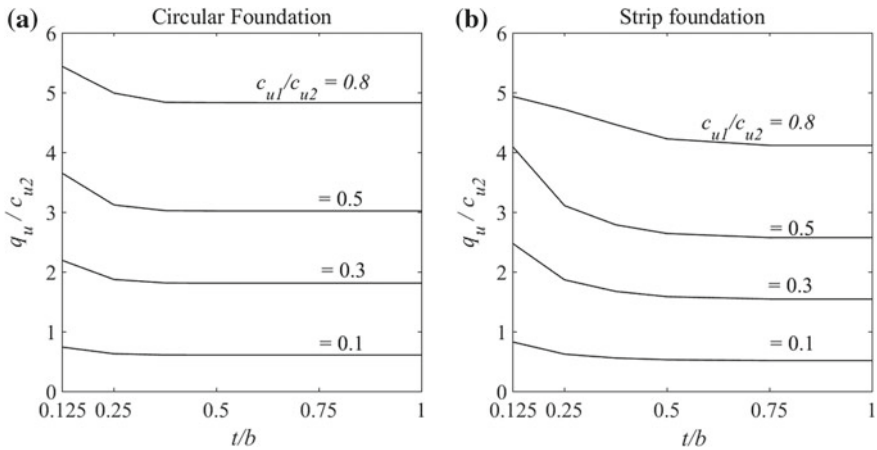 (a) Circular Foundation
6
5
4
3
2
1
0
q_u / c_u2
c_u1/c_u2 = 0.8
= 0.5
= 0.3
= 0.1
0.125 0.25 0.5 0.75 1
t/b
(b) Strip foundation
6
5
4
3
2
1
0
q_u / c_u2
c_u1/c_u2 = 0.8
= 0.5
= 0.3
= 0.1
0.125 0.25 0.5 0.75 1
t/b